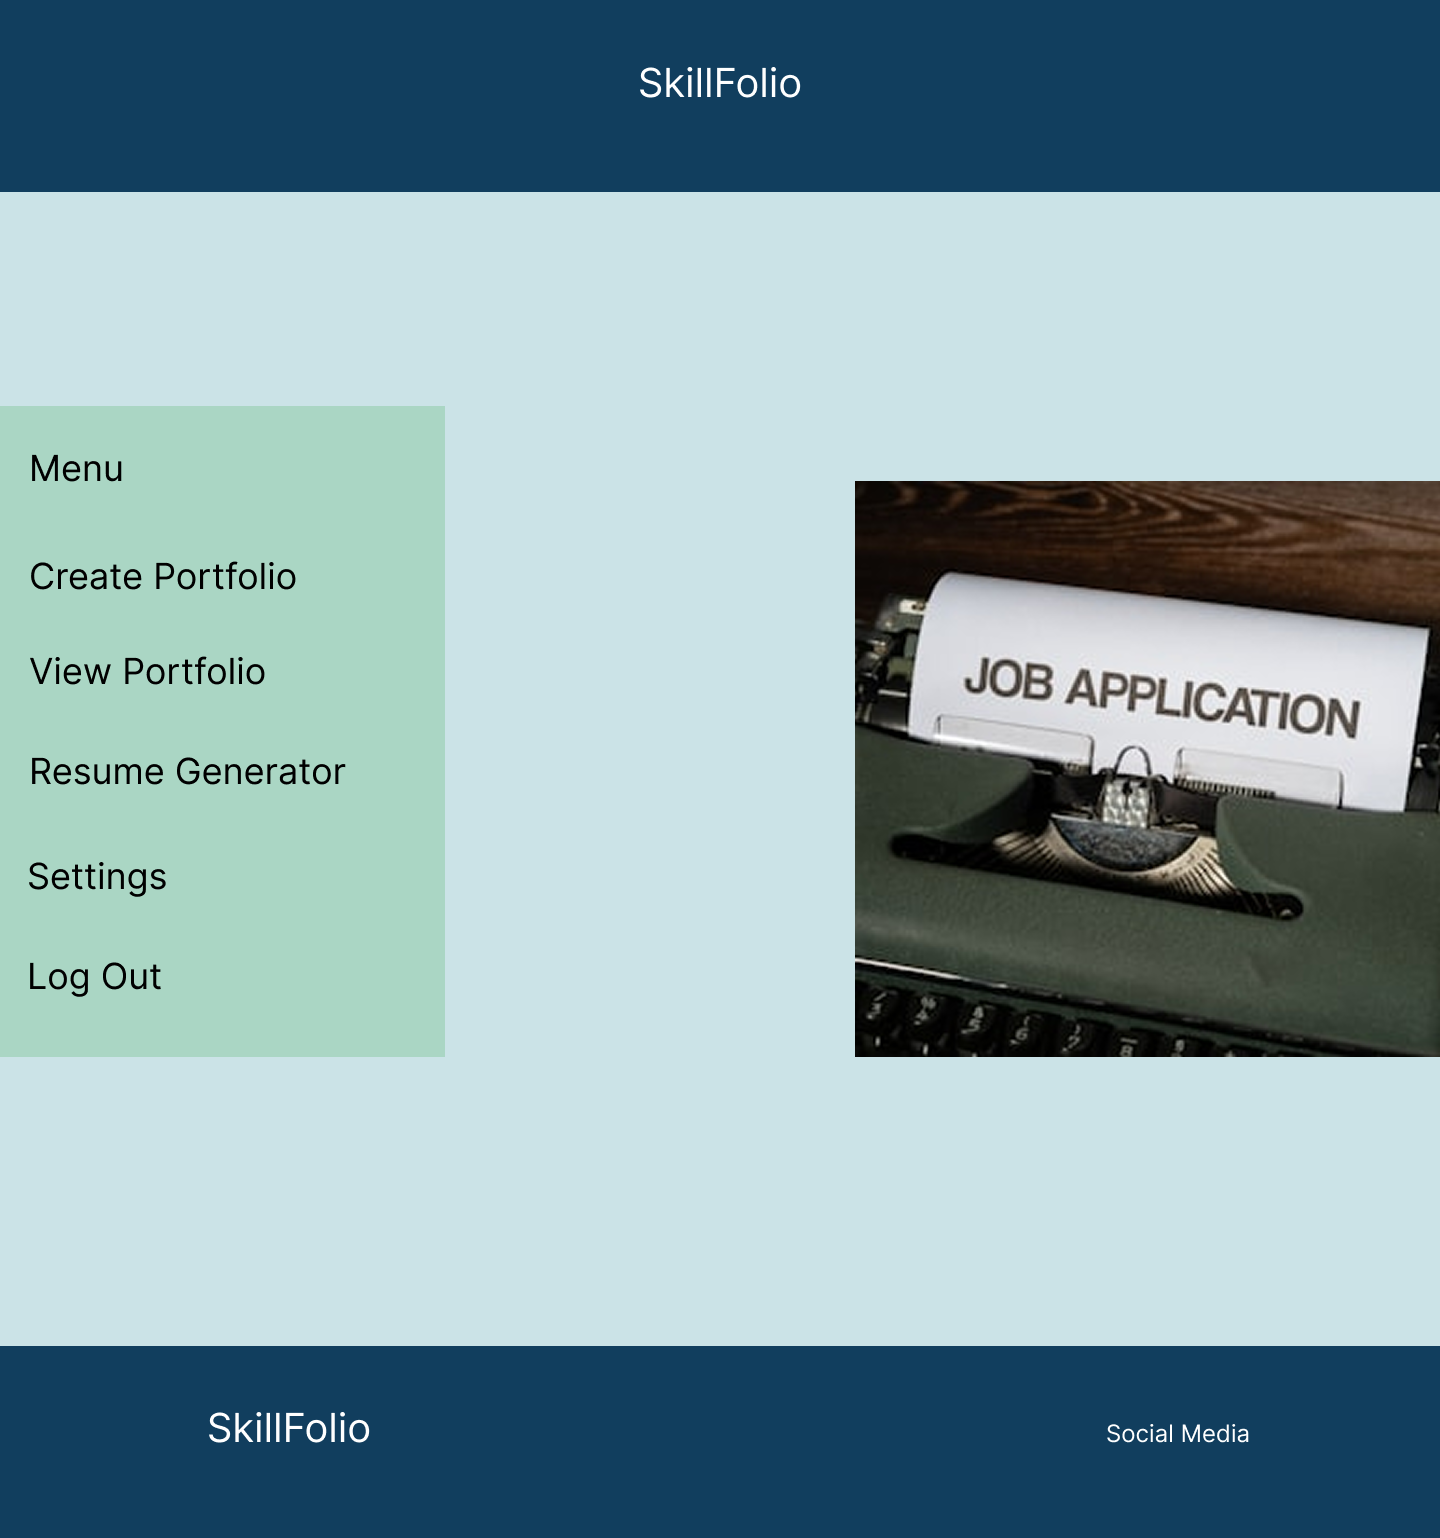 SkillFolio
Menu
Create Portfolio
View Portfolio
Resume Generator
Settings
Log Out
JOB APPLICATION
SkillFolio
Social Media